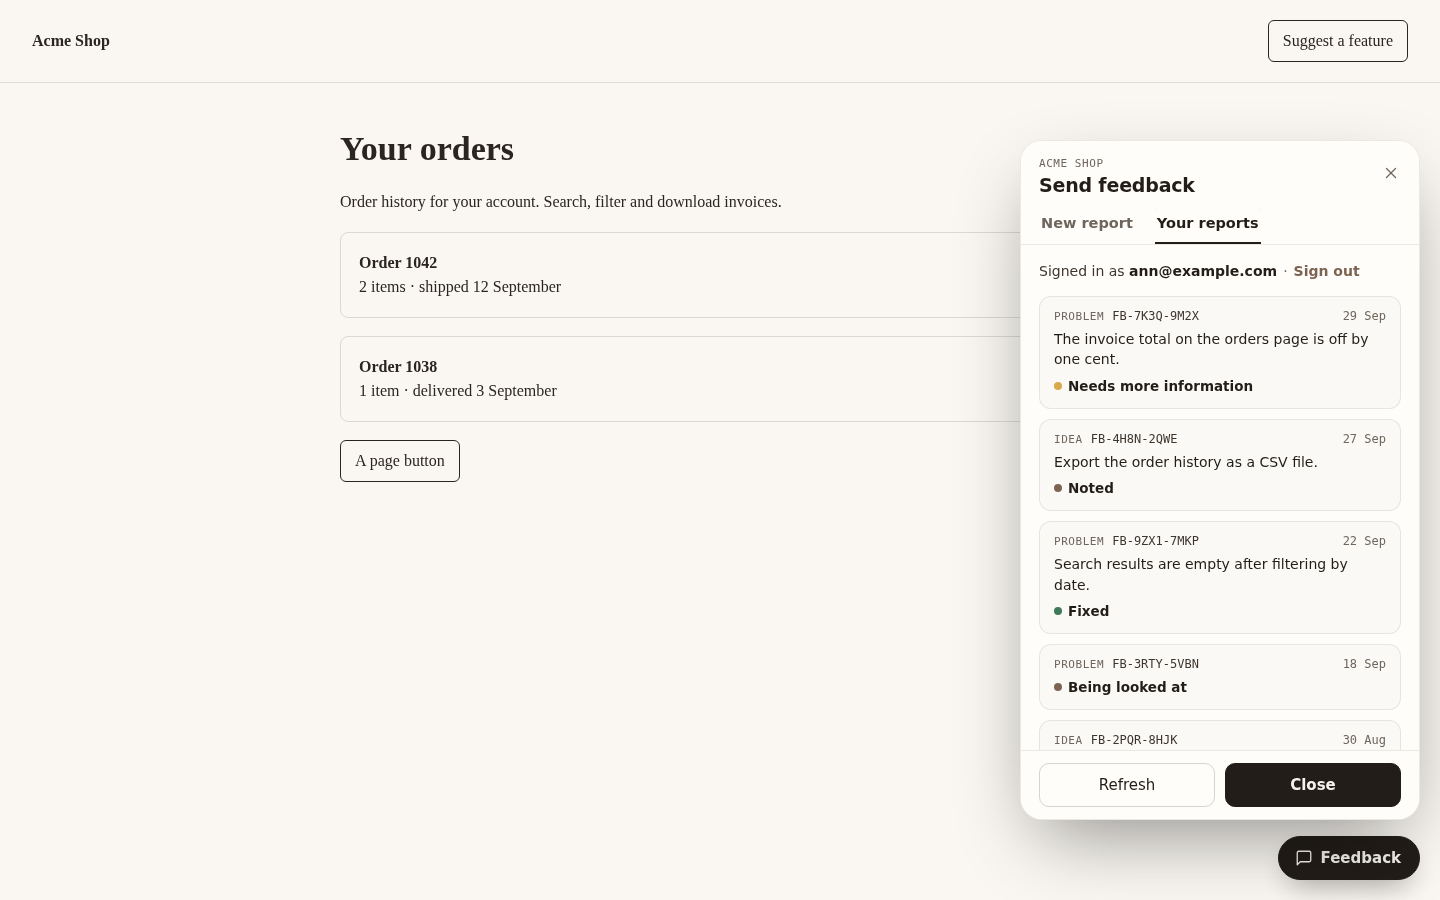 Acme Shop
Suggest a feature
Your orders
Order history for your account. Search, filter and download invoices.
Order 1042
2 items · shipped 12 September
Order 1038
1 item · delivered 3 September
A page button
ACME SHOP
Send feedback
New report
Your reports
Signed in as ann@example.com · Sign out
PROBLEM FB-7K3Q-9M2X 29 Sep
The invoice total on the orders page is off by
one cent.
Needs more information
IDEA FB-4H8N-2QWE 27 Sep
Export the order history as a CSV file.
Noted
PROBLEM FB-9ZX1-7MKP 22 Sep
Search results are empty after filtering by
date.
Fixed
PROBLEM FB-3RTY-5VBN 18 Sep
Being looked at
IDEA FB-2PQR-8HJK 30 Aug
Refresh
Close
Feedback